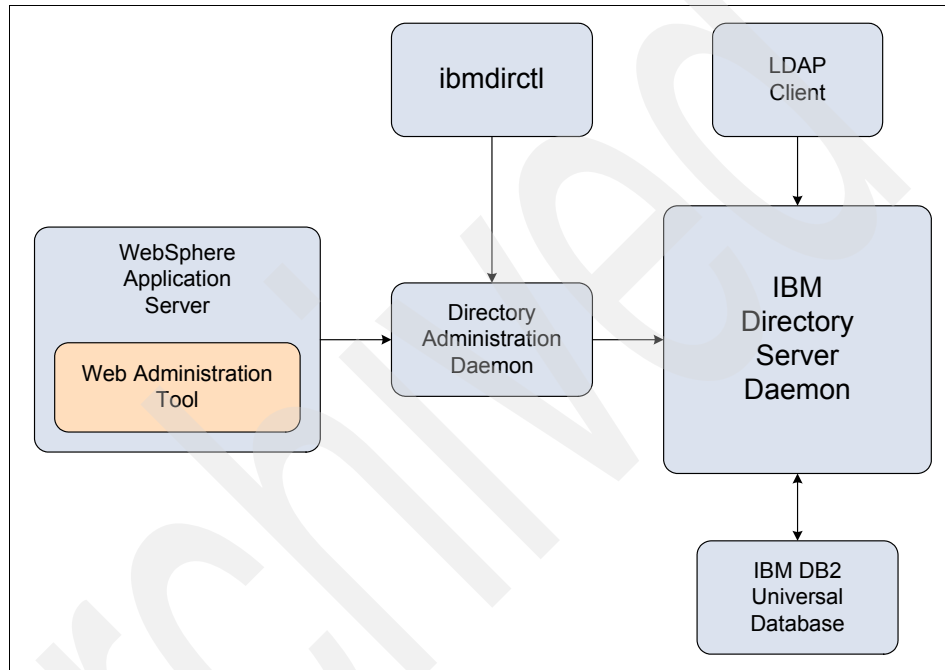 ibmdirctl
LDAP
Client
WebSphere
Application
Server
Web Administration
Tool
Directory
Administration
Daemon
IBM
Directory
Server
Daemon
IBM DB2
Universal
Database
rchived